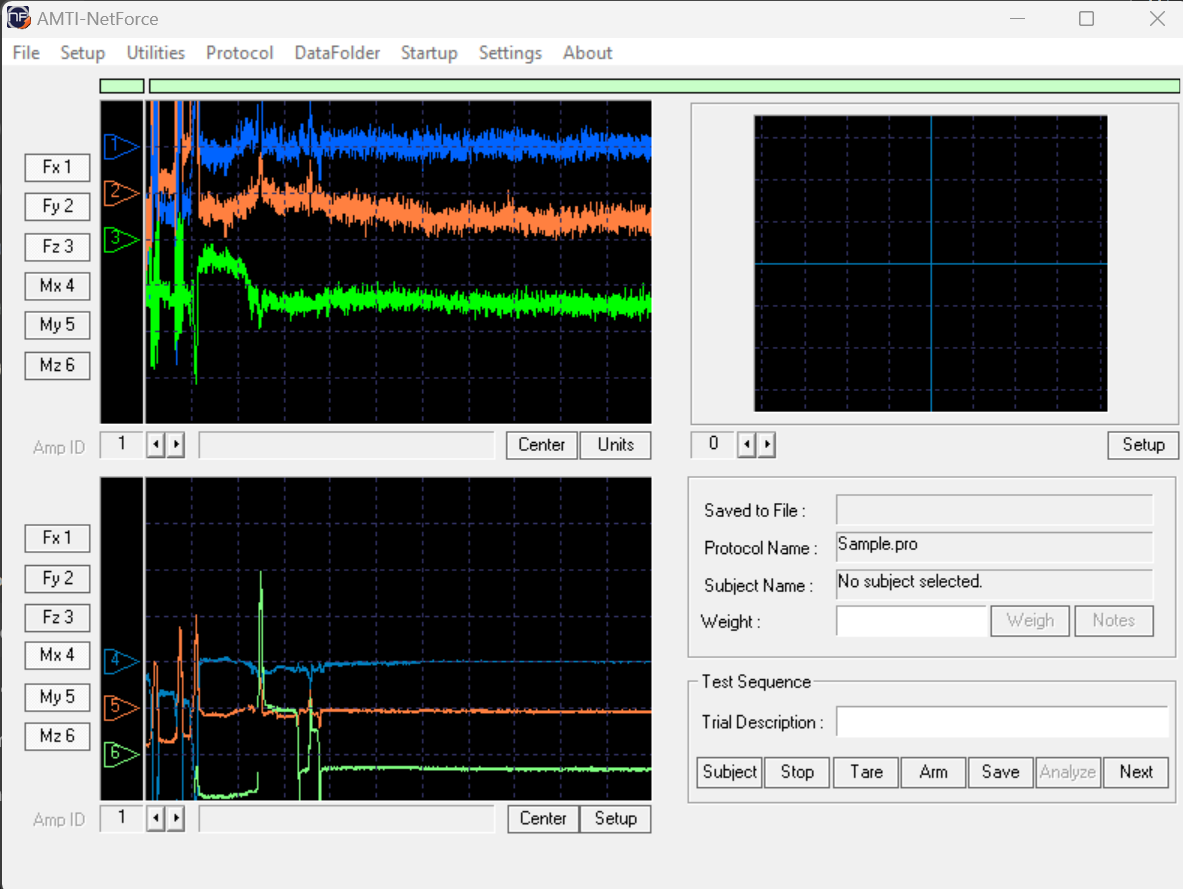 AMTI-NetForce
File Setup Utilities Protocol DataFolder Startup Settings About
1
2
3
Fx 1
Fy 2
Fz 3
Mx 4
My 5
Mz 6
Amp ID 1 Center Units
0 Setup
Fx 1
Fy 2
Fz 3
Mx 4
My 5
Mz 6
4
5
6
Amp ID 1 Center Setup
Saved to File :
Protocol Name : Sample.pro
Subject Name : No subject selected.
Weight : Weigh Notes
Test Sequence
Trial Description :
Subject Stop Tare Arm Save Analyze Next